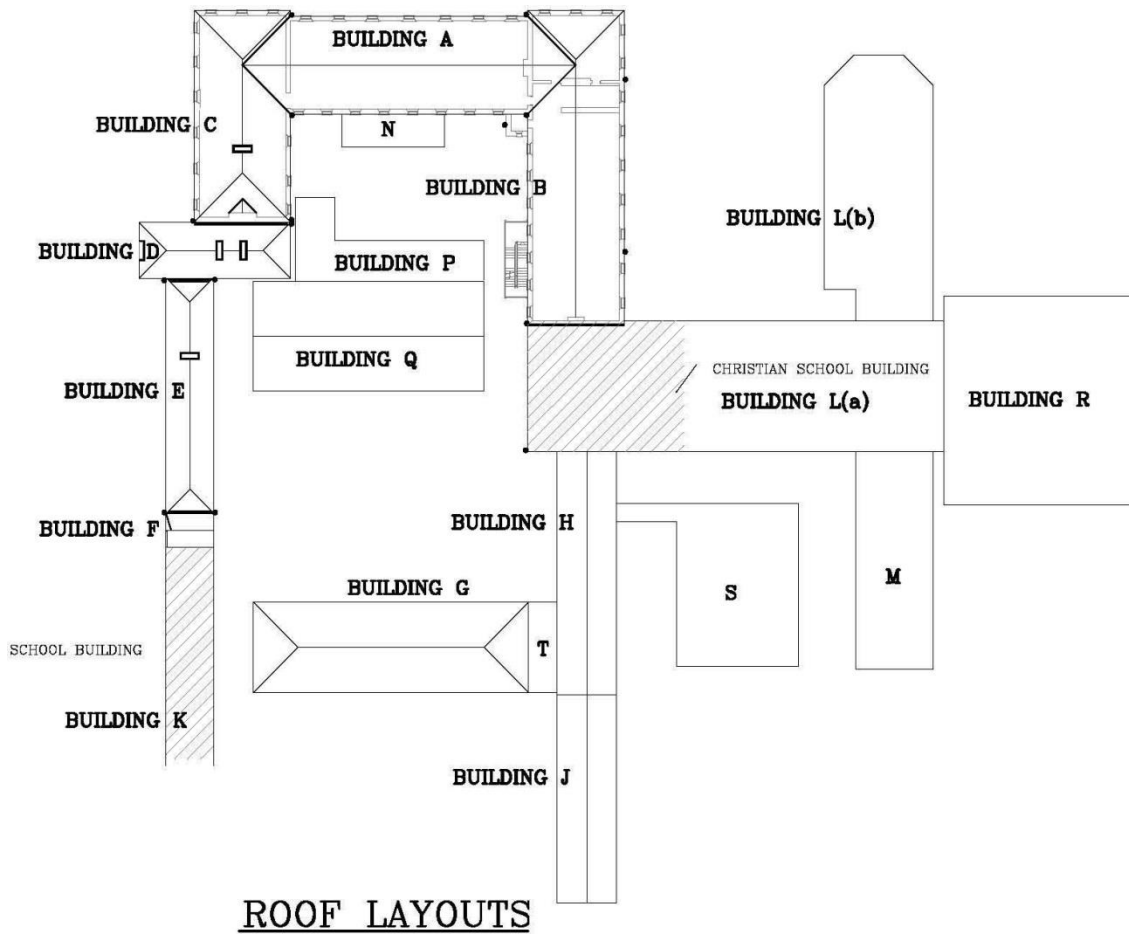 BUILDING A
BUILDING C
N
BUILDING B
BUILDING L(b)
BUILDING D
BUILDING P
BUILDING Q
CHRISTIAN SCHOOL BUILDING
BUILDING E
BUILDING L(a)
BUILDING R
BUILDING F
BUILDING H
BUILDING G
S
M
SCHOOL BUILDING
T
BUILDING K
BUILDING J
ROOF LAYOUTS